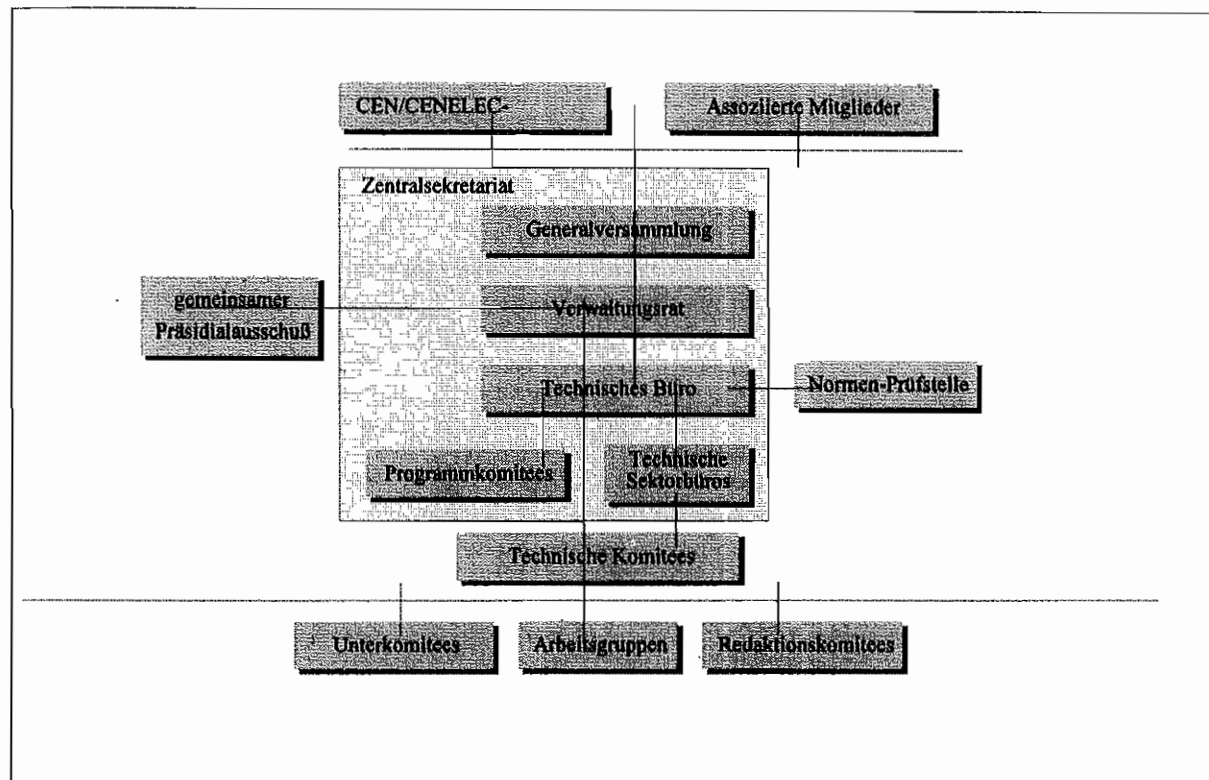 CEN/CENELEC-
Assoziierte Mitglieder
Zentralsekretariat
Generalversammlung
gemeinsamer
Präsidialausschuß
Verwaltungsrat
Technisches Büro
Normen-Prüfstelle
Programmkomitees
Technische
Sektorbüros
Technische Komitees
Unterkomitees
Arbeitsgruppen
Redaktionskomitees